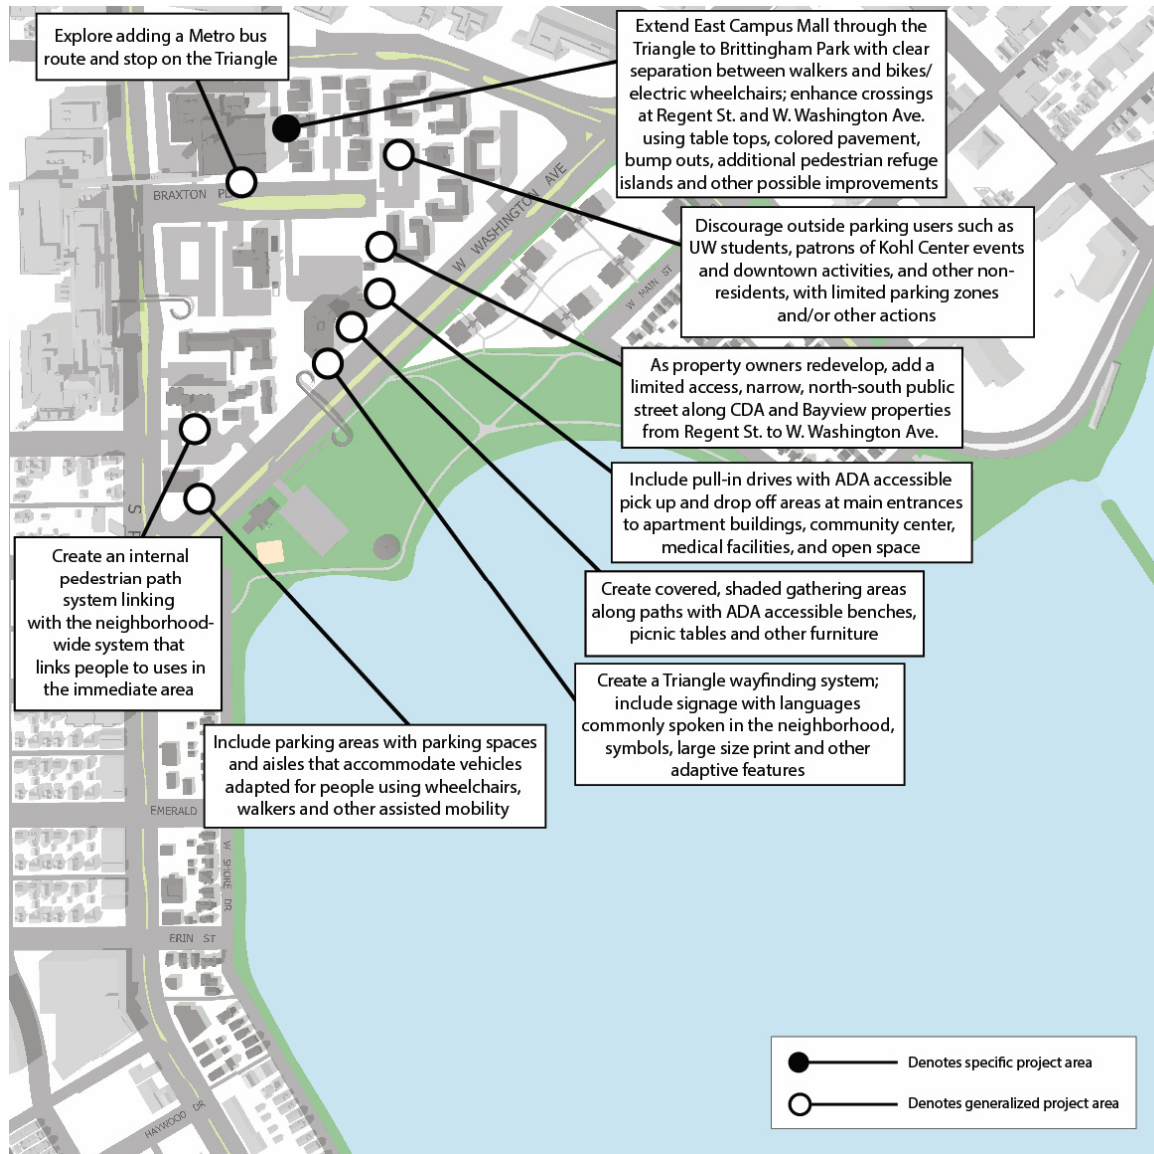 Explore adding a Metro bus
route and stop on the Triangle
Extend East Campus Mall through the
Triangle to Brittingham Park with clear
separation between walkers and bikes/
electric wheelchairs; enhance crossings
at Regent St. and W. Washington Ave.
using table tops, colored pavement,
bump outs, additional pedestrian refuge
islands and other possible improvements
BRAXTON
W WASHINGTON AVE
Discourage outside parking users such as
UW students, patrons of Kohl Center events
and downtown activities, and other non-
residents, with limited parking zones
and/or other actions
W MAIN ST
As property owners redevelop, add a
limited access, narrow, north-south public
street along CDA and Bayview properties
from Regent St. to W. Washington Ave.
Include pull-in drives with ADA accessible
pick up and drop off areas at main entrances
to apartment buildings, community center,
medical facilities, and open space
S
Create an internal
pedestrian path
system linking
with the neighborhood-
wide system that
links people to uses in
the immediate area
Create covered, shaded gathering areas
along paths with ADA accessible benches,
picnic tables and other furniture
Create a Triangle wayfinding system;
include signage with languages
commonly spoken in the neighborhood,
symbols, large size print and other
adaptive features
Include parking areas with parking spaces
and aisles that accommodate vehicles
adapted for people using wheelchairs,
walkers and other assisted mobility
EMERALD
W SHORE DR
ERIN ST
HAYWOOD DR
Denotes specific project area
Denotes generalized project area